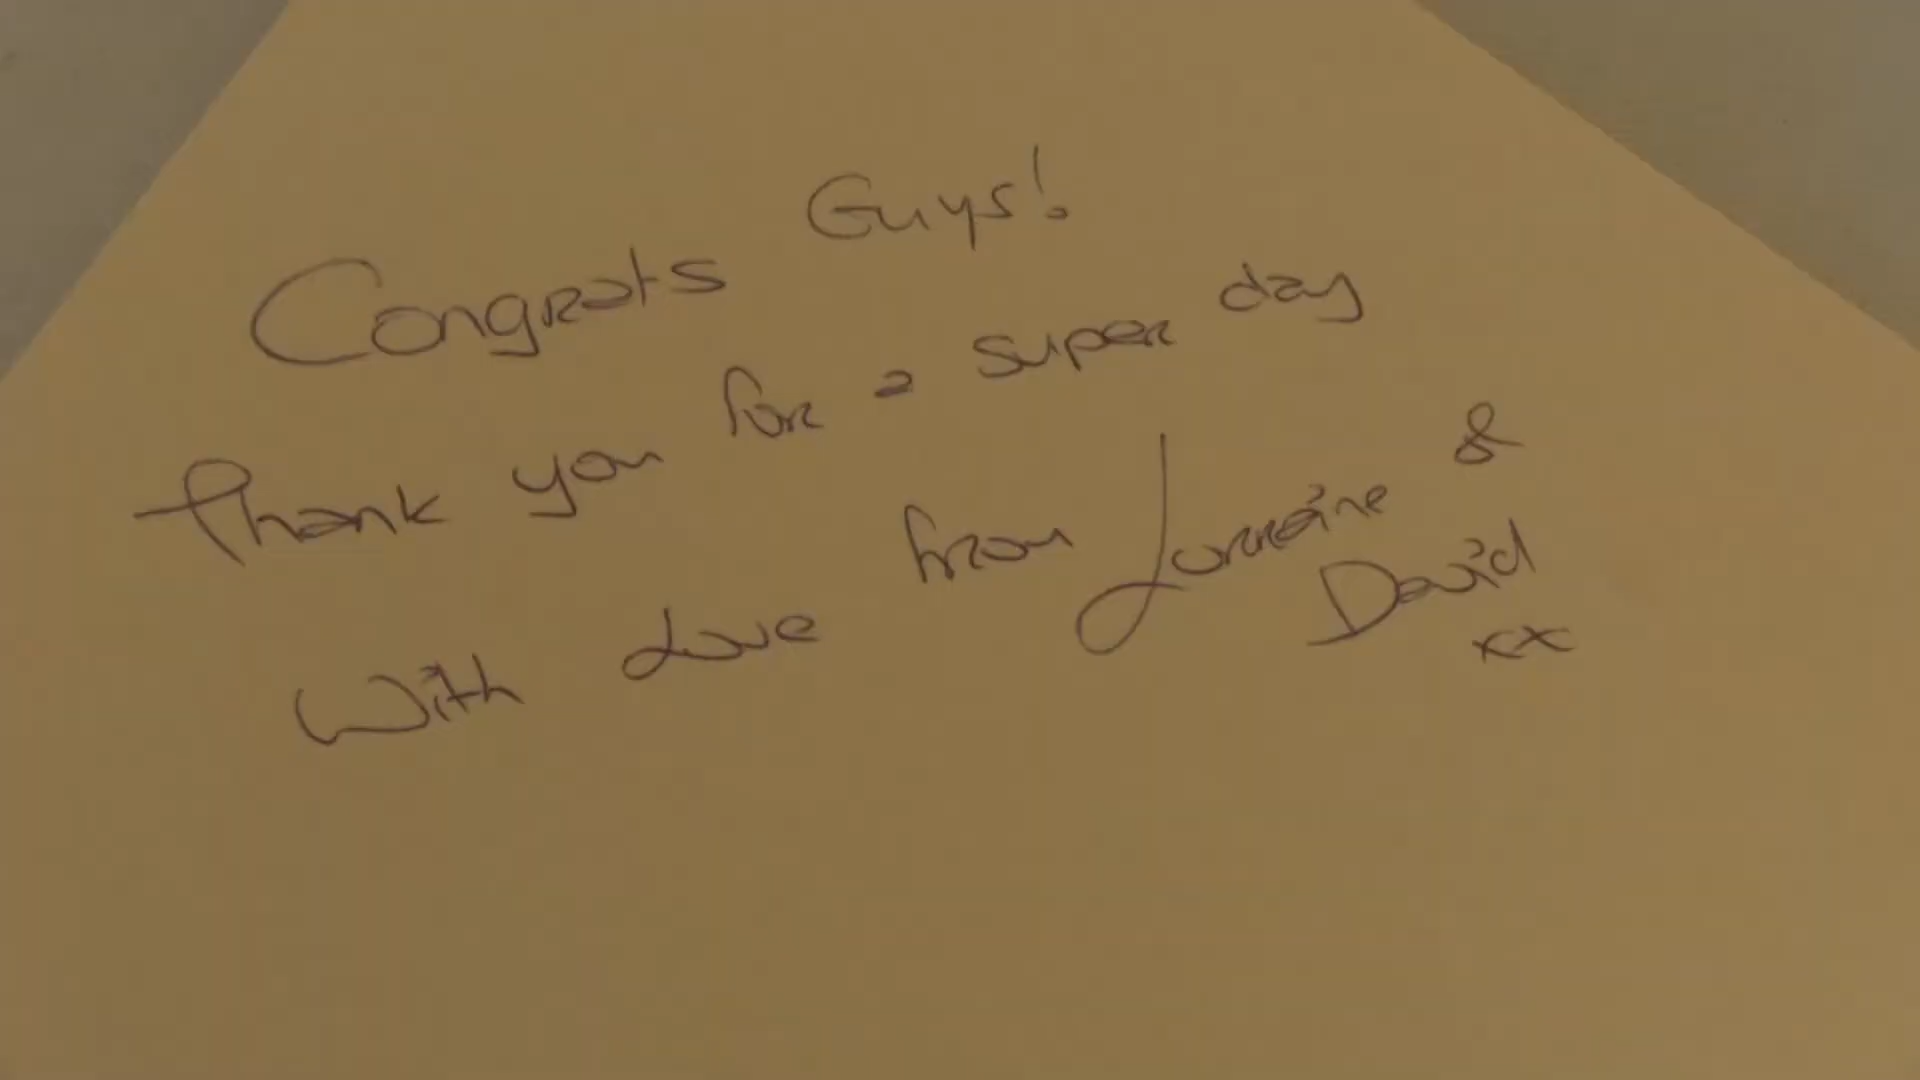 Congrats Guys!
Thank you for a super day
With Love from Lorraine &
David
xx